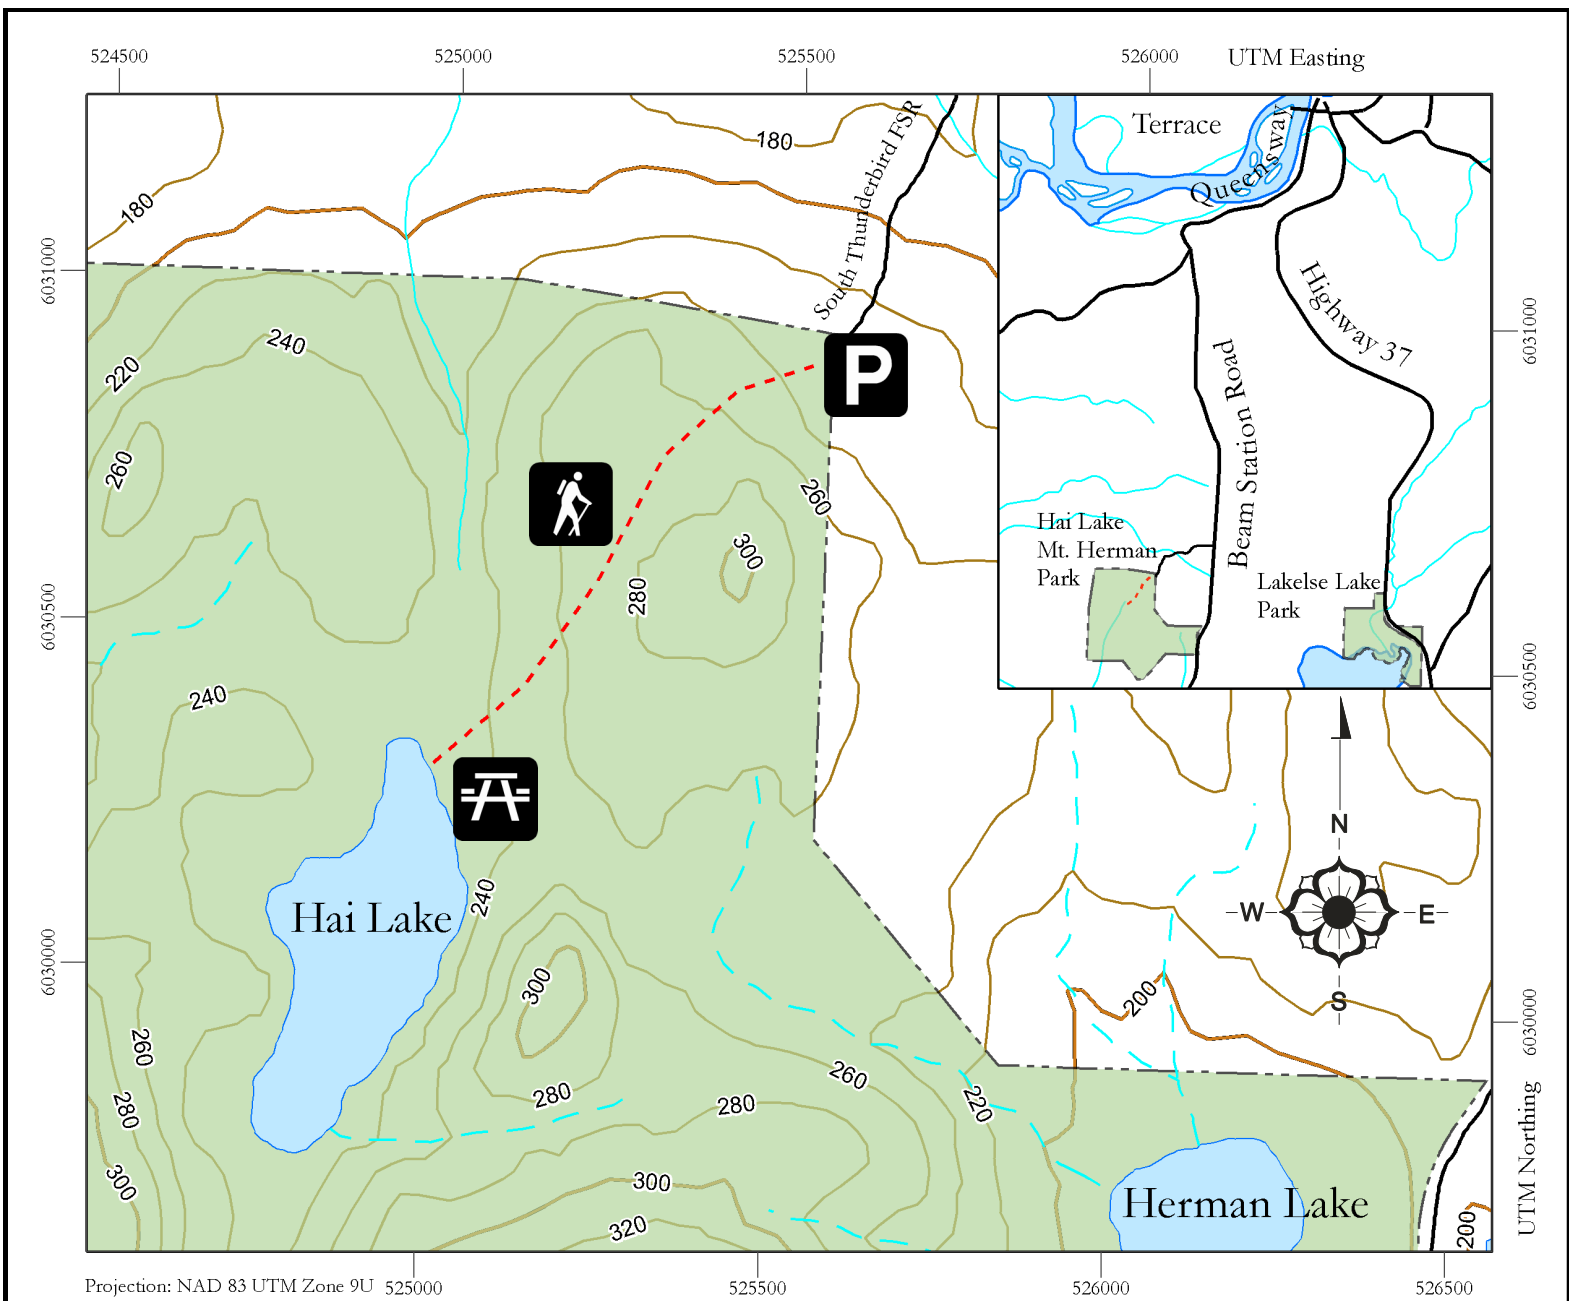 524500
525000
525500
526000
UTM Easting
Terrace
Queensway
180
180
South Thunderbird FSR
6031000
6031000
Highway 37
240
220
P
Beam Station Road
260
260
300
280
Hai Lake
Mt. Herman
Park
Lakelse Lake
Park
6030500
6030500
240
N
W
E
S
240
Hai Lake
6030000
6030000
300
200
260
280
260
280
280
220
300
300
320
Herman Lake
200
UTM Northing
Projection: NAD 83 UTM Zone 9U
525000
525500
526000
526500